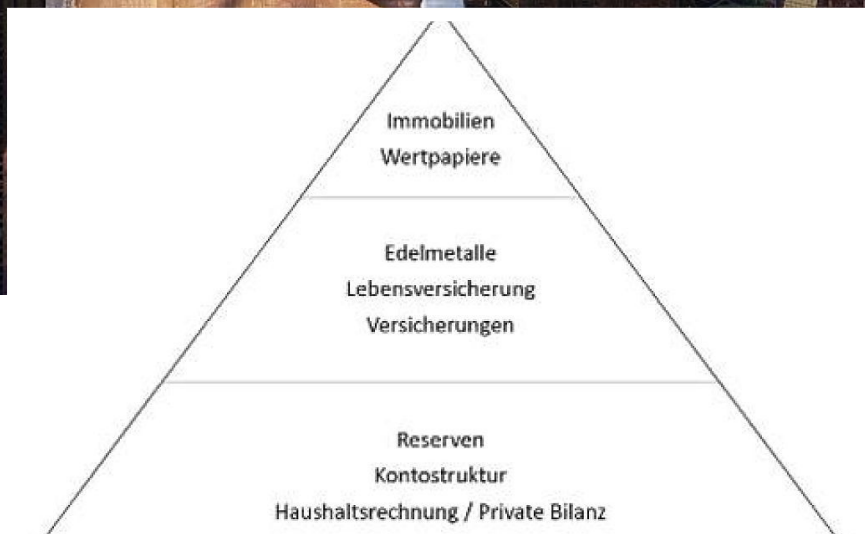 Immobilien
Wertpapiere
Edelmetalle
Lebensversicherung
Versicherungen
Reserven
Kontostruktur
Haushaltsrechnung / Private Bilanz